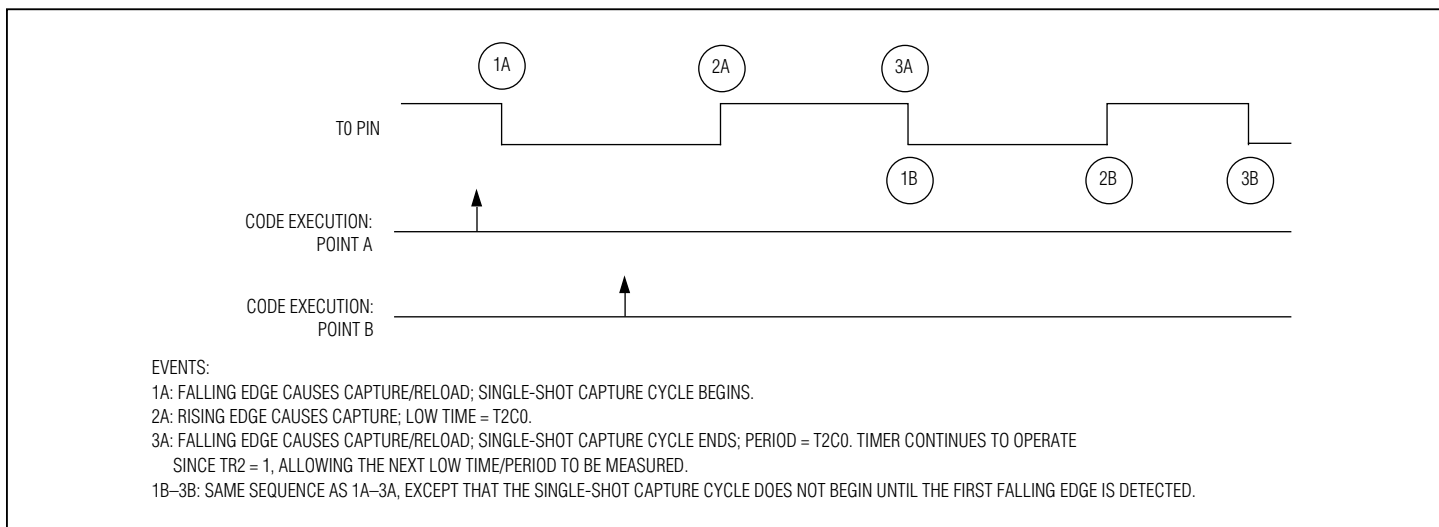 1A
2A
3A
T0 PIN
1B
2B
3B
CODE EXECUTION:
POINT A
CODE EXECUTION:
POINT B
EVENTS:
1A: FALLING EDGE CAUSES CAPTURE/RELOAD; SINGLE-SHOT CAPTURE CYCLE BEGINS.
2A: RISING EDGE CAUSES CAPTURE; LOW TIME = T2C0.
3A: FALLING EDGE CAUSES CAPTURE/RELOAD; SINGLE-SHOT CAPTURE CYCLE ENDS; PERIOD = T2C0. TIMER CONTINUES TO OPERATE
SINCE TR2 = 1, ALLOWING THE NEXT LOW TIME/PERIOD TO BE MEASURED.
1B–3B: SAME SEQUENCE AS 1A–3A, EXCEPT THAT THE SINGLE-SHOT CAPTURE CYCLE DOES NOT BEGIN UNTIL THE FIRST FALLING EDGE IS DETECTED.